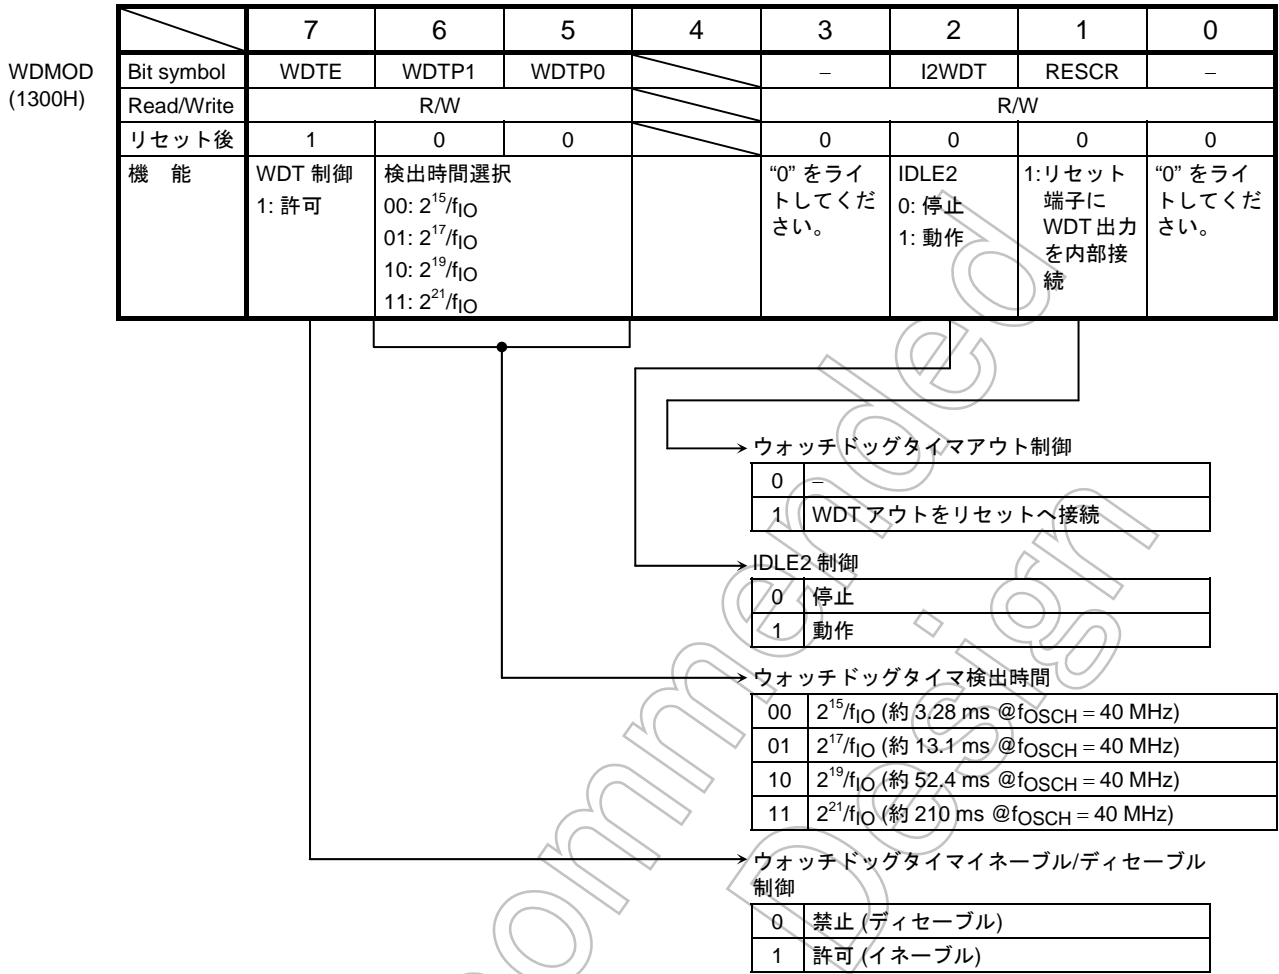 7 6 5 4 3 2 1 0
WDMOD
(1300H)
Bit symbol WDTE WDTP1 WDTP0 – I2WDT RESCR –
Read/Write R/W R/W
リセット後 1 0 0 0 0 0 0
機 能
WDT 制御
1: 許可
検出時間選択
00: 2^15/fIO
01: 2^17/fIO
10: 2^19/fIO
11: 2^21/fIO
“0” をライ
トしてくだ
さい。
IDLE2
0: 停止
1: 動作
1:リセット
端子に
WDT 出力
を内部接
続
“0” をライ
トしてくだ
さい。
ウォッチドッグタイマアウト制御
0 –
1 WDT アウトをリセットへ接続
IDLE2 制御
0 停止
1 動作
ウォッチドッグタイマ検出時間
00 2^15/fIO (約 3.28 ms @fOSCH = 40 MHz)
01 2^17/fIO (約 13.1 ms @fOSCH = 40 MHz)
10 2^19/fIO (約 52.4 ms @fOSCH = 40 MHz)
11 2^21/fIO (約 210 ms @fOSCH = 40 MHz)
ウォッチドッグタイマイネーブル/ディセーブル
制御
0 禁止 (ディセーブル)
1 許可 (イネーブル)
ommended
Design